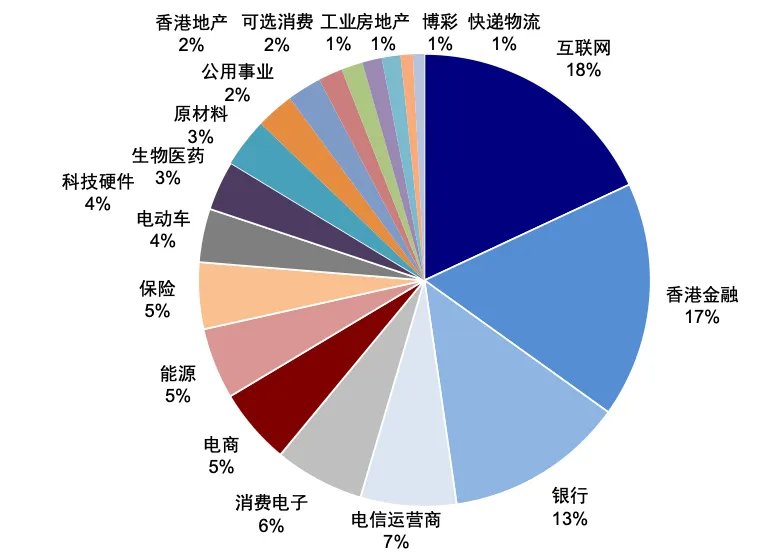 互联网
18%
香港金融
17%
银行
13%
电信运营商
7%
消费电子
6%
电商
5%
能源
5%
保险
5%
电动车
4%
科技硬件
4%
生物医药
3%
原材料
3%
公用事业
2%
香港地产
2%
可选消费
2%
工业
1%
房地产
1%
博彩
1%
快递物流
1%